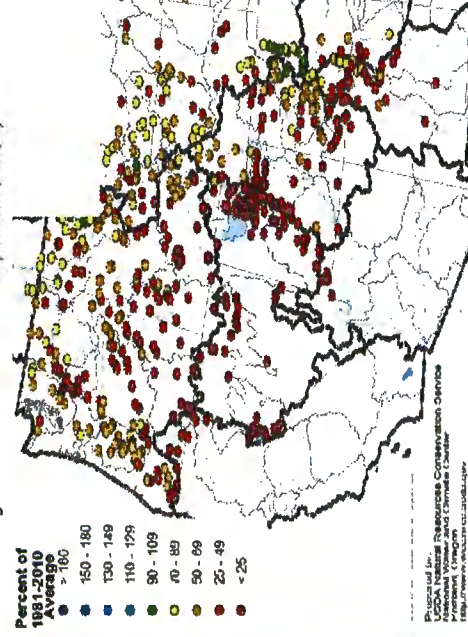 Percent of
1981-2010
Average
> 180
150 - 180
130 - 149
110 - 129
90 - 109
70 - 89
50 - 69
25 - 49
< 25
Prepared by:
USDA Natural Resources Conservation Service
National Water and Climate Center
Portland, Oregon